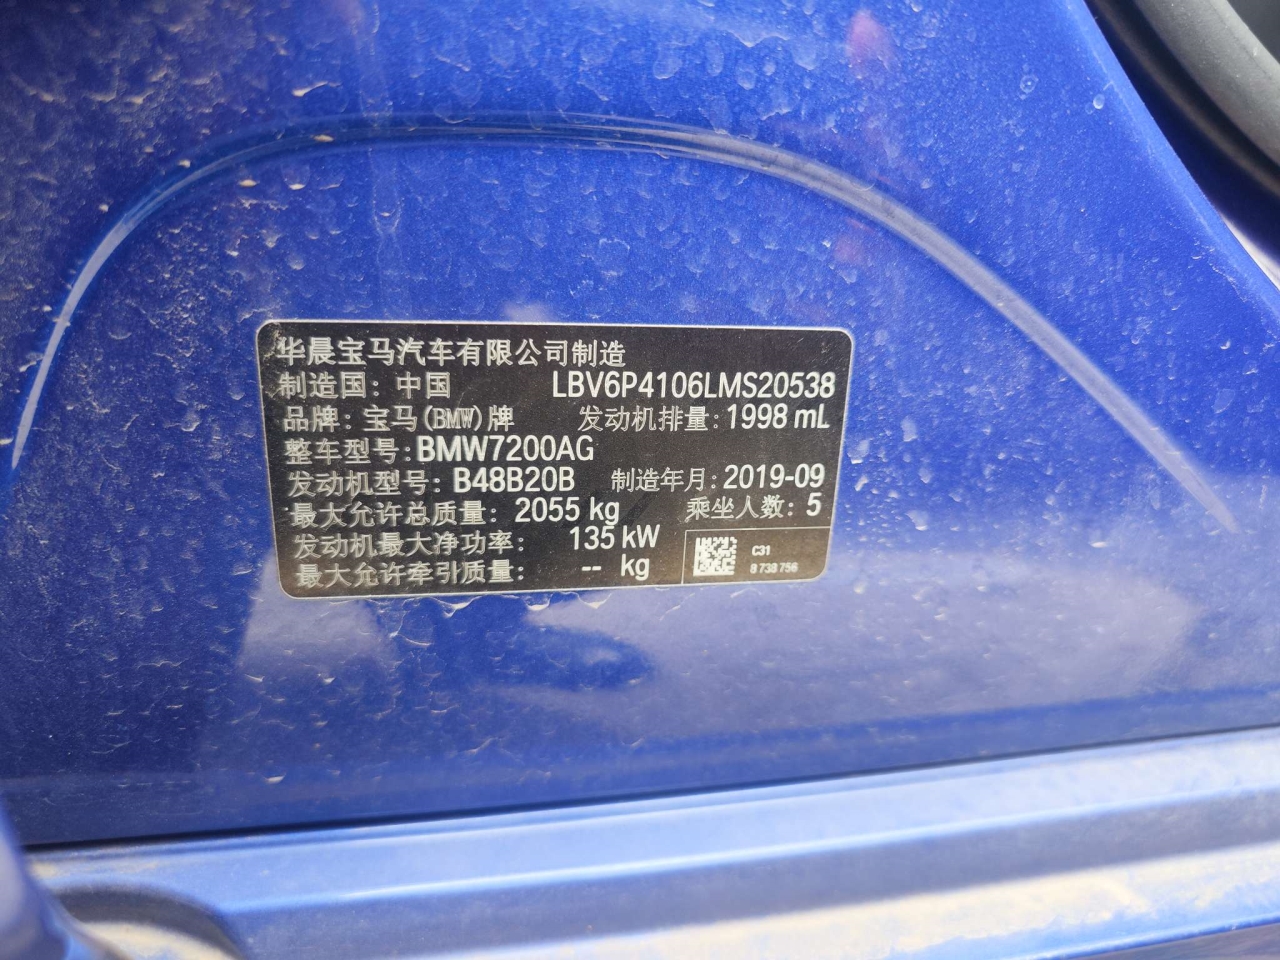 华晨宝马汽车有限公司制造
制造国：中国 LBV6P4106LMS20538
品牌：宝马(BMW)牌 发动机排量：1998 mL
整车型号：BMW7200AG
发动机型号：B48B20B 制造年月：2019-09
最大允许总质量：2055 kg 乘坐人数：5
发动机最大净功率：135 kW
最大允许牵引质量：-- kg
C31
8 738 756